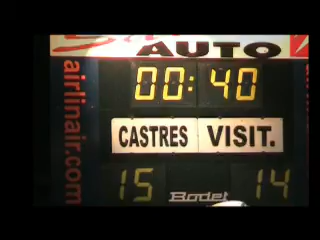 AUTO
airlinair.com
00:40
CASTRES VISIT.
15 Bodet 14